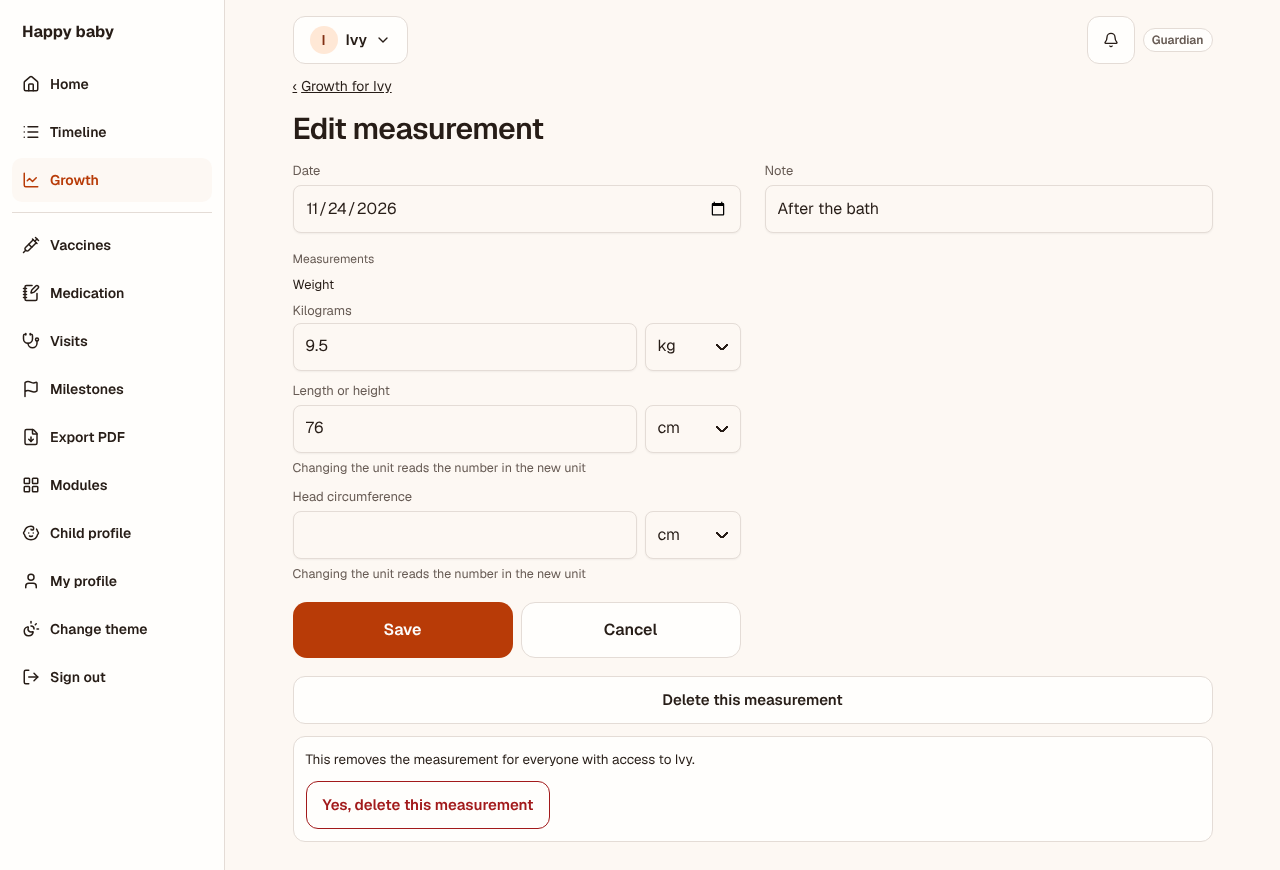 Happy baby
Home
Timeline
Growth
Vaccines
Medication
Visits
Milestones
Export PDF
Modules
Child profile
My profile
Change theme
Sign out
I Ivy
Guardian
‹ Growth for Ivy
Edit measurement
Date
11/24/2026
Note
After the bath
Measurements
Weight
Kilograms
9.5 kg
Length or height
76 cm
Changing the unit reads the number in the new unit
Head circumference
cm
Changing the unit reads the number in the new unit
Save
Cancel
Delete this measurement
This removes the measurement for everyone with access to Ivy.
Yes, delete this measurement